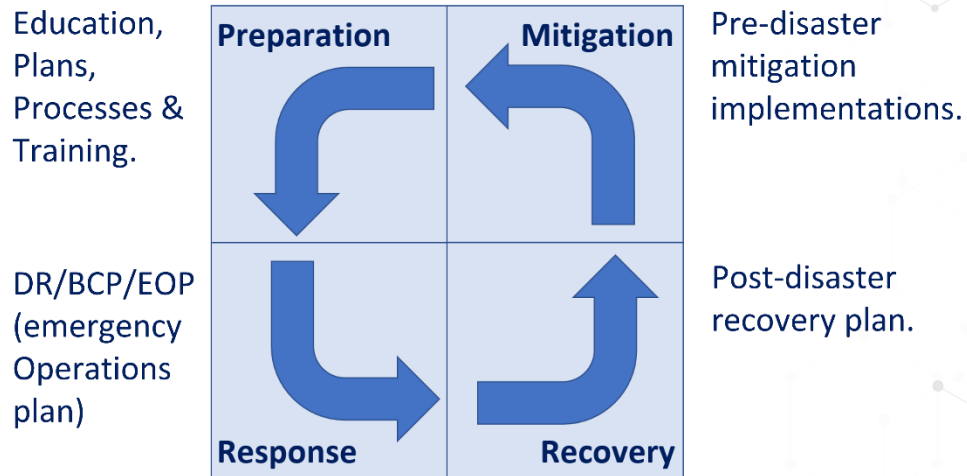 Education,
Plans,
Processes &
Training.
Preparation
Mitigation
Pre-disaster
mitigation
implementations.
DR/BCP/EOP
(emergency
Operations
plan)
Response
Recovery
Post-disaster
recovery plan.